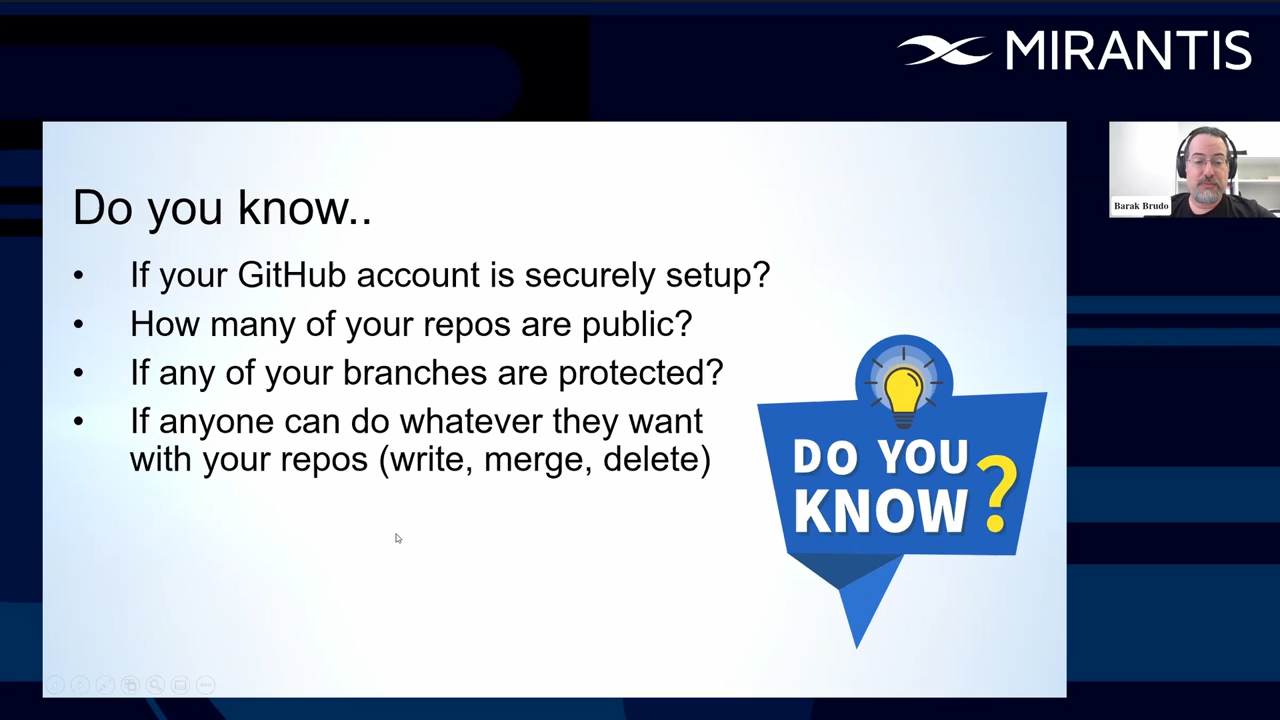 MIRANTIS
Do you know..
• If your GitHub account is securely setup?
• How many of your repos are public?
• If any of your branches are protected?
• If anyone can do whatever they want
with your repos (write, merge, delete)
DO YOU
KNOW?
Barak Brudo